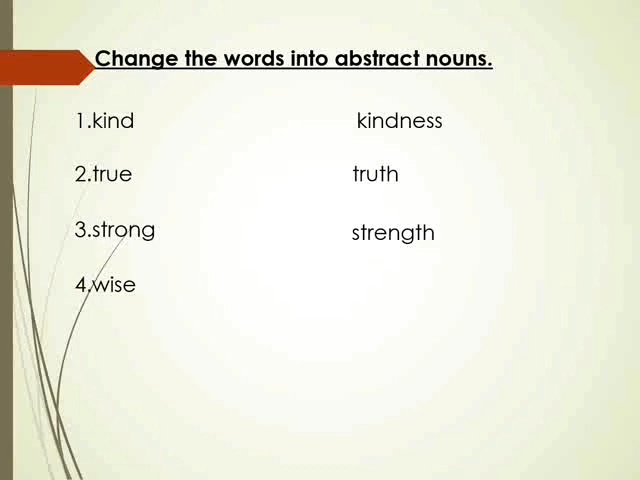 Change the words into abstract nouns.
1.kind kindness
2.true truth
3.strong strength
4.wise